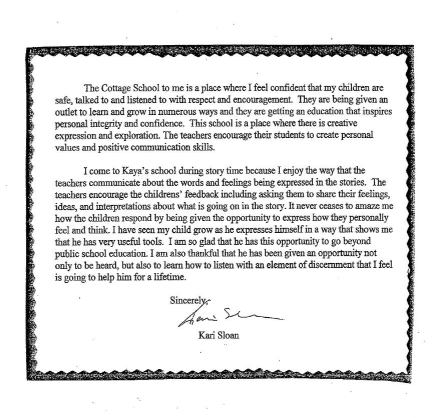 The Cottage School to me is a place where I feel confident that my children are
safe, talked to and listened to with respect and encouragement. They are being given an
outlet to learn and grow in numerous ways and they are getting an education that inspires
personal integrity and confidence. This school is a place where there is creative
expression and exploration. The teachers encourage their students to create personal
values and positive communication skills.
I come to Kaya's school during story time because I enjoy the way that the
teachers communicate about the words and feelings being expressed in the stories. The
teachers encourage the childrens' feedback including asking them to share their feelings,
ideas, and interpretations about what is going on in the story. It never ceases to amaze me
how the children respond by being given the opportunity to express how they personally
feel and think. I have seen my child grow as he expresses himself in a way that shows me
that he has very useful tools. I am so glad that he has this opportunity to go beyond
public school education. I am also thankful that he has been given an opportunity not
only to be heard, but also to learn how to listen with an element of discernment that I feel
is going to help him for a lifetime.
Sincerely,
Kari Sloan
Kari Sloan